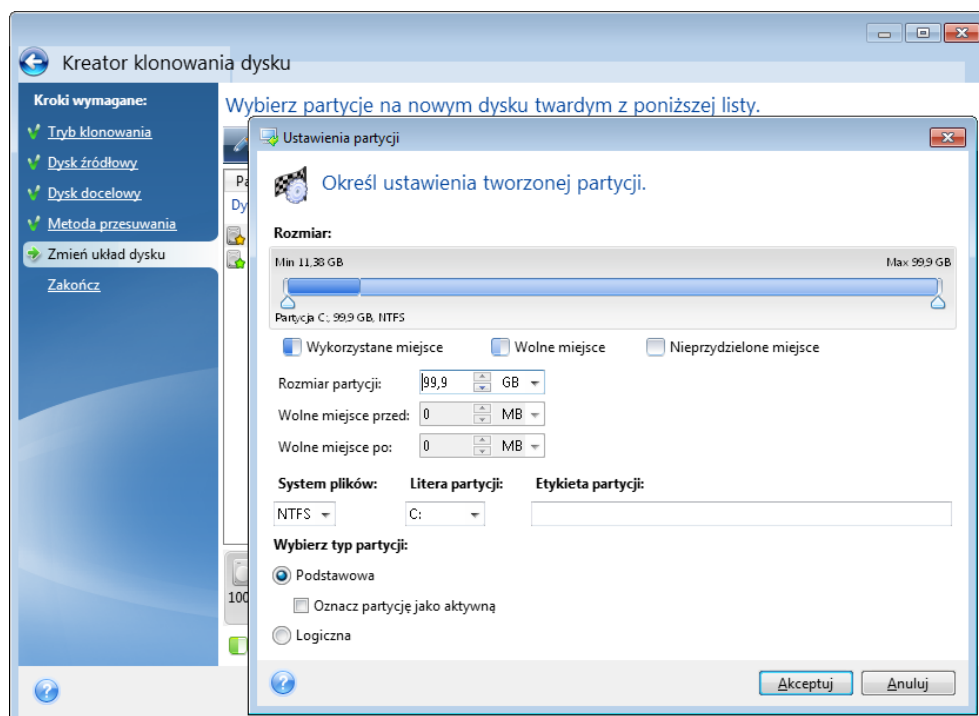 Kreator klonowania dysku
Kroki wymagane:
Tryb klonowania
Dysk źródłowy
Dysk docelowy
Metoda przesuwania
Zmień układ dysku
Zakończ
Wybierz partycje na nowym dysku twardym z poniższej listy.
Ustawienia partycji
Określ ustawienia tworzonej partycji.
Rozmiar:
Min 11,38 GB Max 99,9 GB
Partycja C:, 99,9 GB, NTFS
Wykorzystane miejsce Wolne miejsce Nieprzydzielone miejsce
Rozmiar partycji: 99,9 GB
Wolne miejsce przed: 0 MB
Wolne miejsce po: 0 MB
System plików: Litera partycji: Etykieta partycji:
NTFS C:
Wybierz typ partycji:
Podstawowa
Oznacz partycję jako aktywną
Logiczna
Akceptuj Anuluj